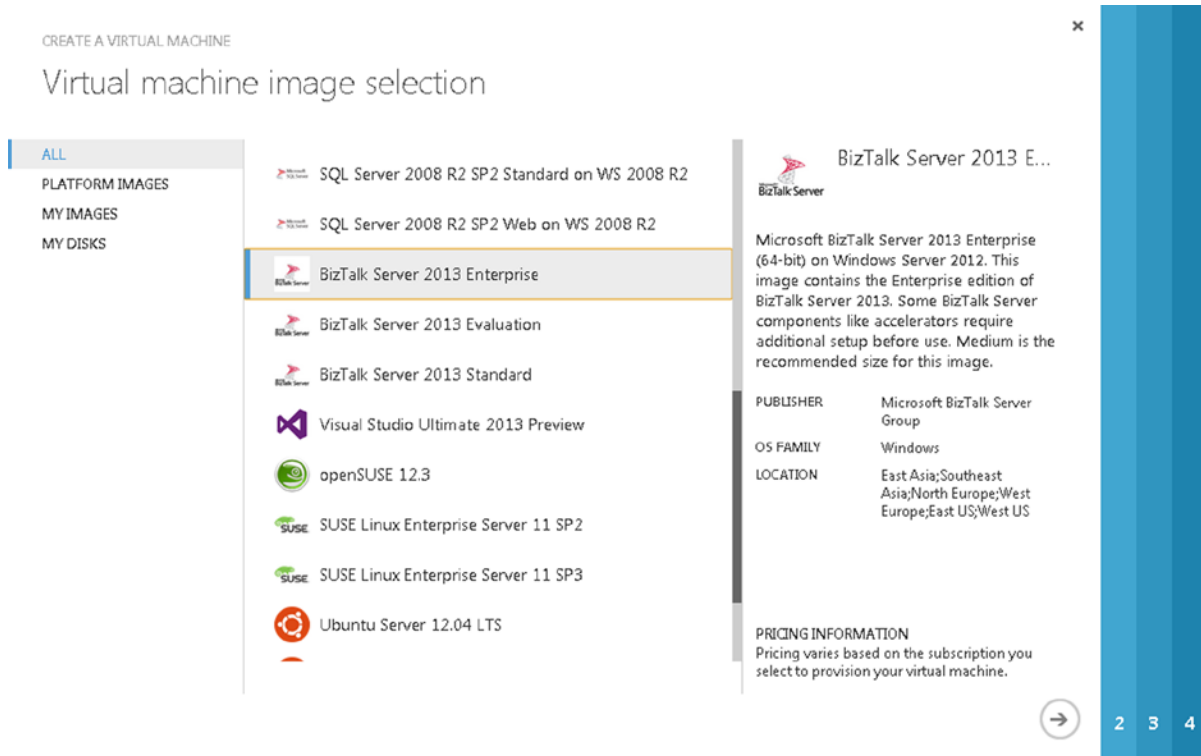 CREATE A VIRTUAL MACHINE
Virtual machine image selection
ALL
PLATFORM IMAGES
MY IMAGES
MY DISKS
SQL Server 2008 R2 SP2 Standard on WS 2008 R2
SQL Server 2008 R2 SP2 Web on WS 2008 R2
BizTalk Server 2013 Enterprise
BizTalk Server 2013 Evaluation
BizTalk Server 2013 Standard
Visual Studio Ultimate 2013 Preview
openSUSE 12.3
SUSE
SUSE Linux Enterprise Server 11 SP2
SUSE
SUSE Linux Enterprise Server 11 SP3
Ubuntu Server 12.04 LTS
BizTalk Server
BizTalk Server 2013 E...
Microsoft BizTalk Server 2013 Enterprise
(64-bit) on Windows Server 2012. This
image contains the Enterprise edition of
BizTalk Server 2013. Some BizTalk Server
components like accelerators require
additional setup before use. Medium is the
recommended size for this image.
PUBLISHER Microsoft BizTalk Server
Group
OS FAMILY Windows
LOCATION East Asia;Southeast
Asia;North Europe;West
Europe;East US;West US
PRICING INFORMATION
Pricing varies based on the subscription you
select to provision your virtual machine.
2 3 4